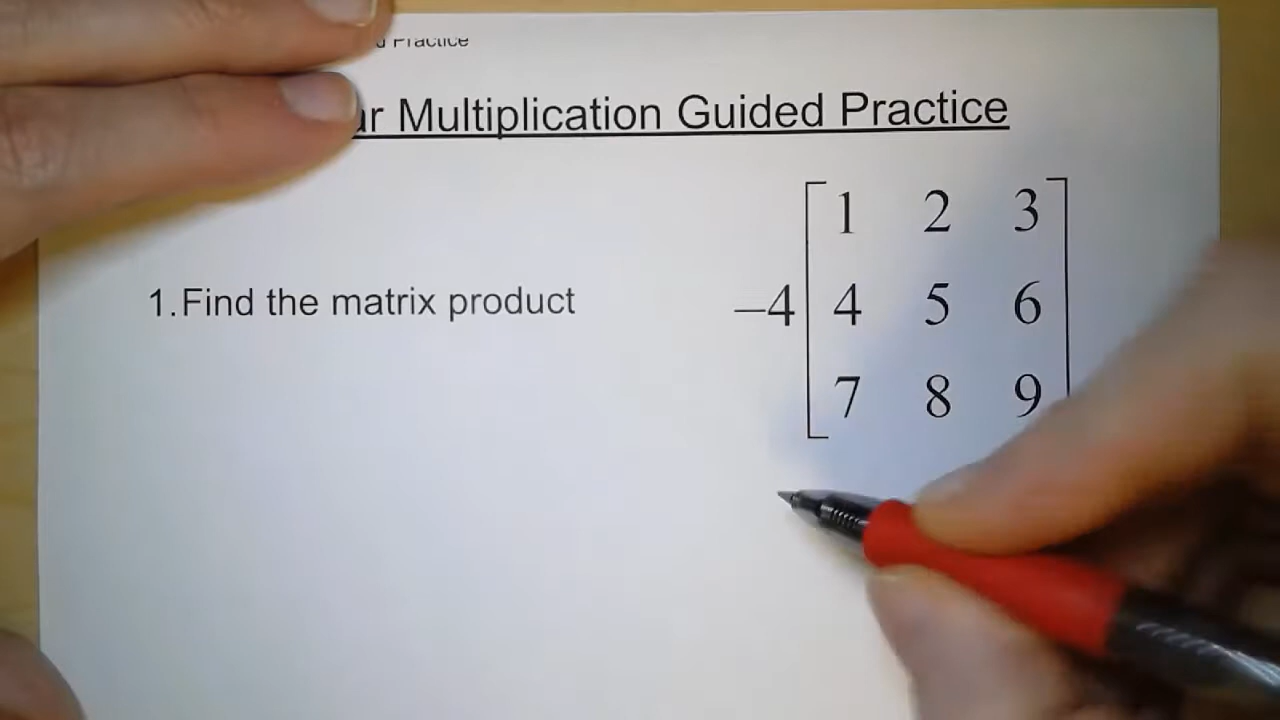 Practice
ar Multiplication Guided Practice
1. Find the matrix product
1 2 3
–4 4 5 6
7 8 9